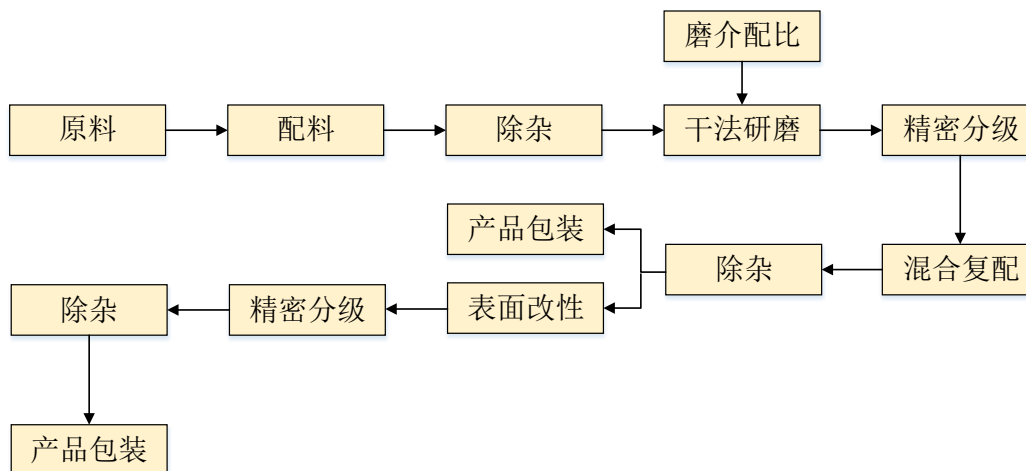 磨介配比
原料
配料
除杂
干法研磨
精密分级
产品包装
除杂
混合复配
除杂
精密分级
表面改性
产品包装